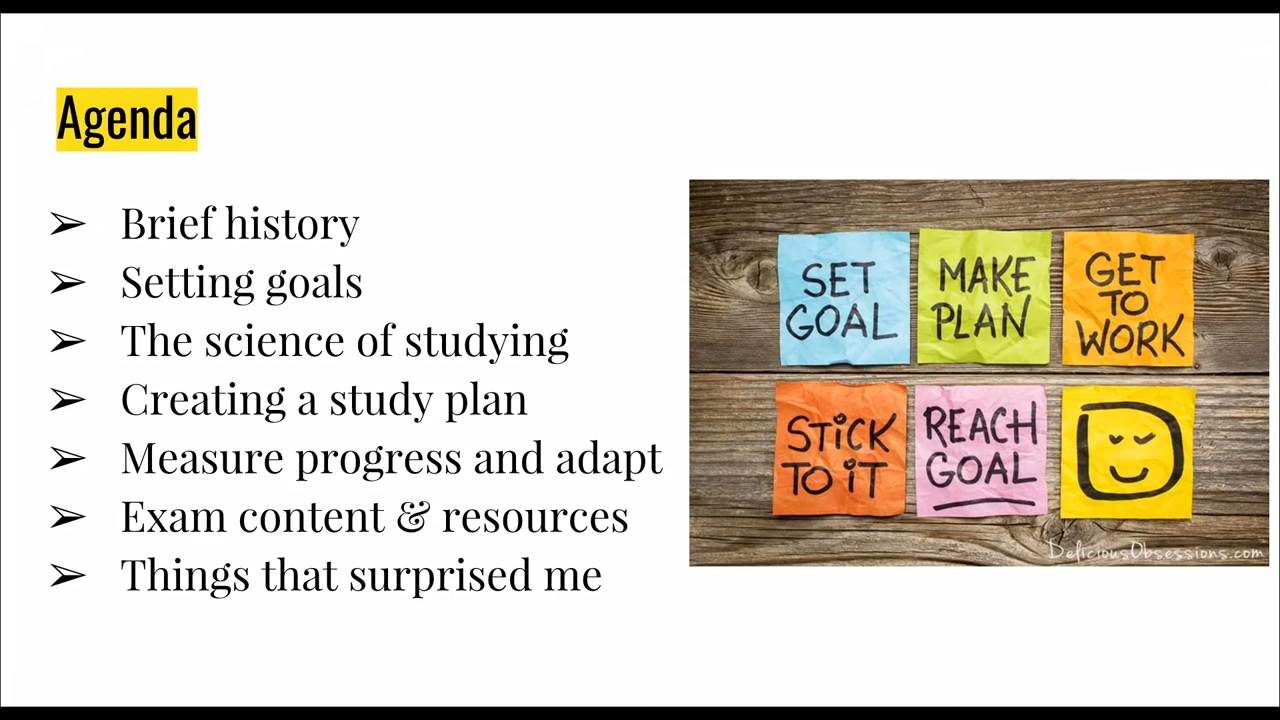 Agenda
➢ Brief history
➢ Setting goals
➢ The science of studying
➢ Creating a study plan
➢ Measure progress and adapt
➢ Exam content & resources
➢ Things that surprised me
SET
GOAL
MAKE
PLAN
GET
TO
WORK
STICK
TO iT
REACH
GOAL
DeliciousObsessions.com